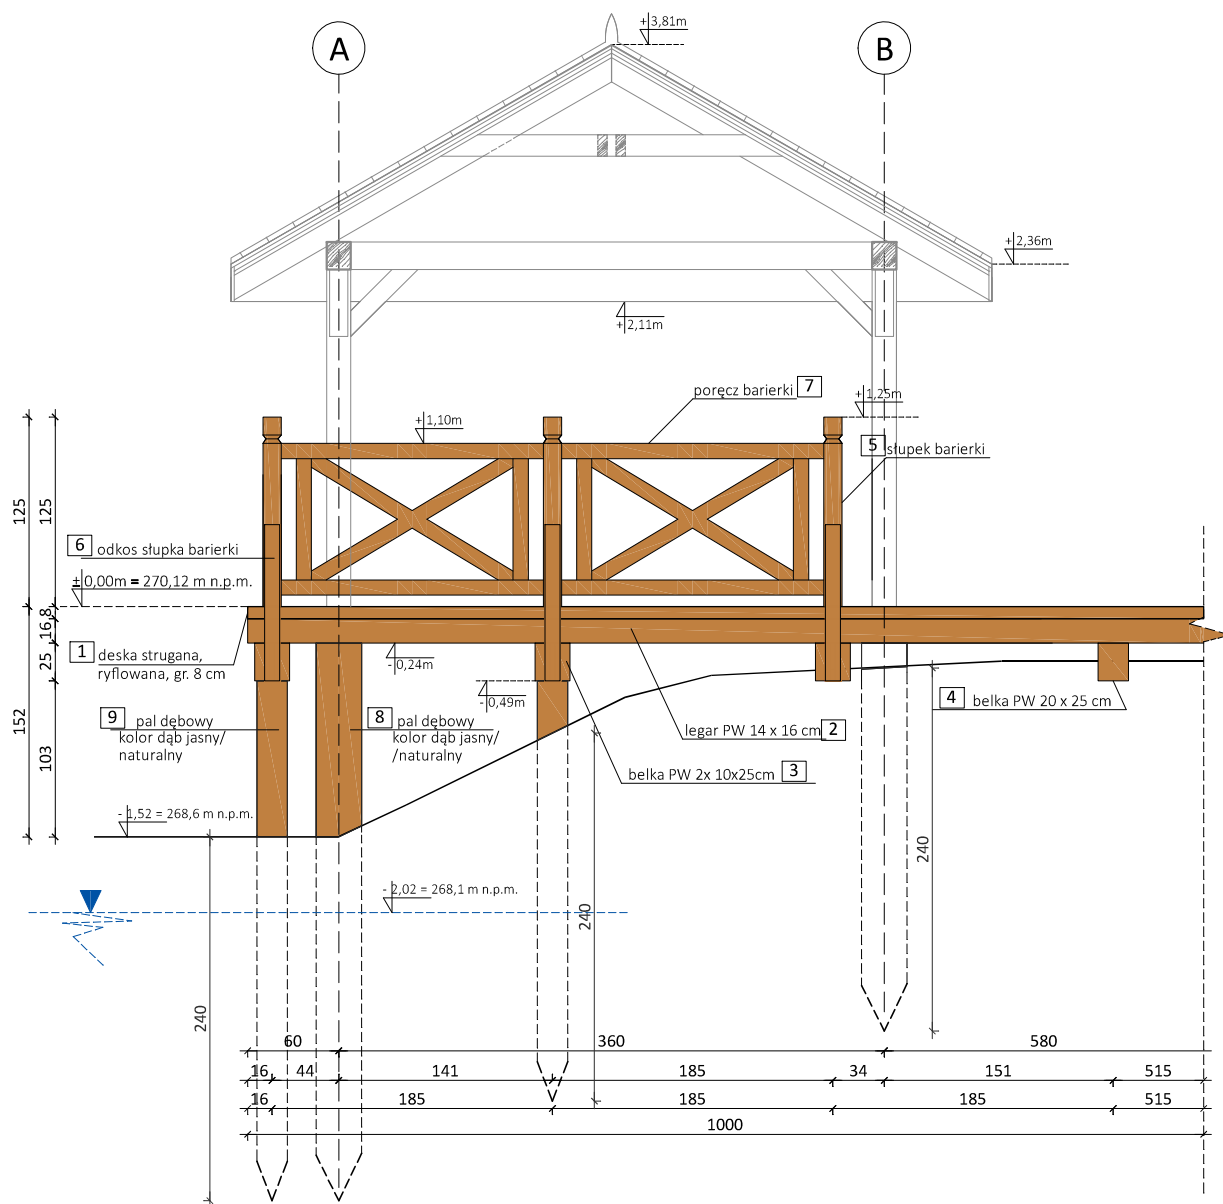 A
B
+ 3,81m
+ 2,36m
+ 2,11m
poręcz barierki 7
+ 1,25m
+ 1,10m
5 słupek barierki
125
125
6 odkos słupka barierki
± 0,00m = 270,12 m n.p.m.
8
16
1 deska strugana,
ryflowana, gr. 8 cm
25
- 0,24m
- 0,49m
4 belka PW 20 x 25 cm
152
9 pal dębowy
kolor dąb jasny/
naturalny
8 pal dębowy
kolor dąb jasny/
/naturalny
legar PW 14 x 16 cm 2
103
belka PW 2x 10x25cm 3
- 1,52 = 268,6 m n.p.m.
240
- 2,02 = 268,1 m n.p.m.
240
240
60 360 580
16 44 141 185 34 151 515
16 185 185 185 515
1000